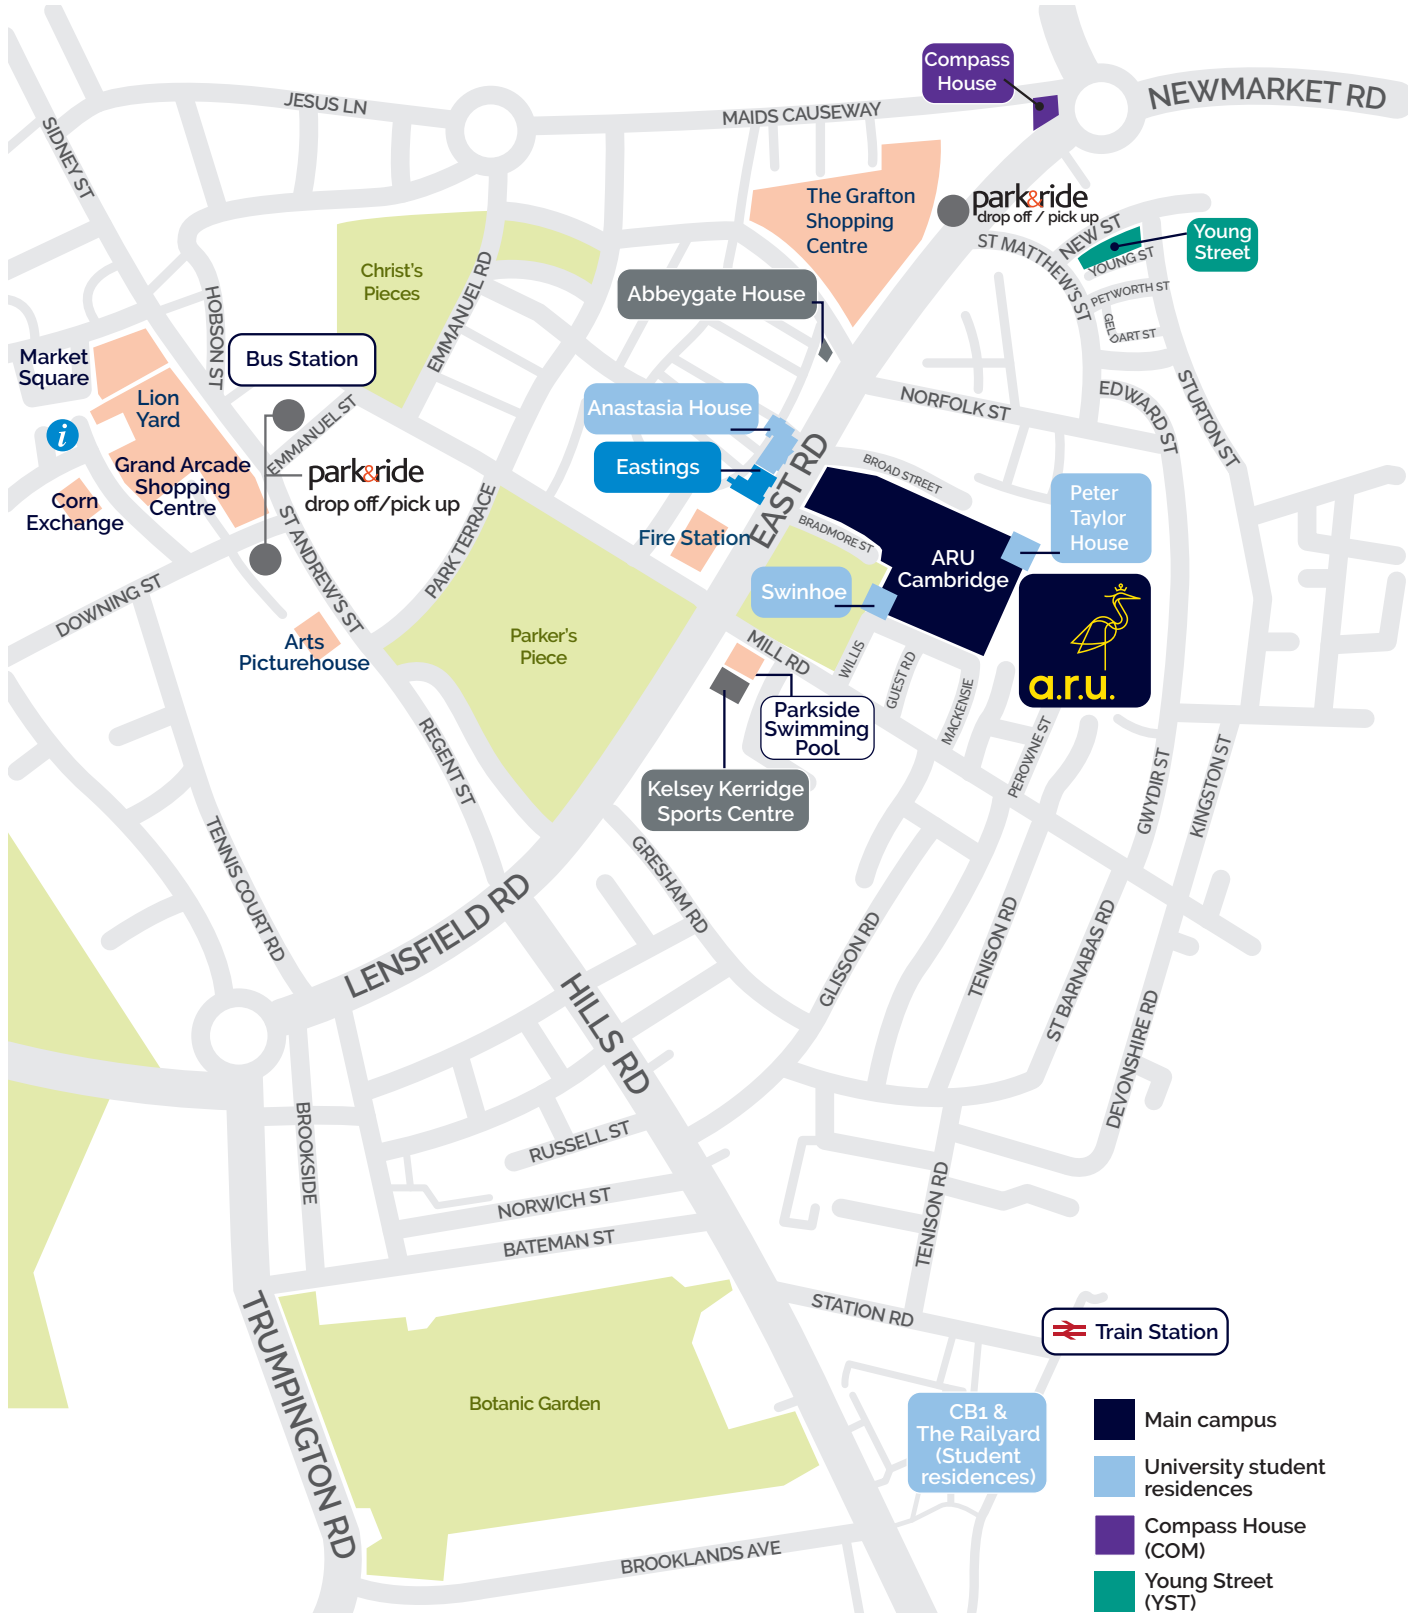 Compass
House
NEWMARKET RD
JESUS LN
MAIDS CAUSEWAY
SIDNEY ST
The Grafton
Shopping
Centre
park&ride
drop off / pick up
NEW ST
ST MATTHEW'S ST
YOUNG ST
Young
Street
PETWORTH ST
GELDART ST
Christ's
Pieces
EMMANUEL RD
HOBSON ST
Abbeygate House
Market
Square
Bus Station
Lion
Yard
i
EMMANUEL ST
Grand Arcade
Shopping
Centre
Corn
Exchange
park&ride
drop off/pick up
Anastasia House
Eastings
EAST RD
NORFOLK ST
EDWARD ST
STURTON ST
BROAD STREET
BRADMORE ST
Peter
Taylor
House
Fire Station
ARU
Cambridge
Swinhoe
a.r.u.
DOWNING ST
ST ANDREW'S ST
PARK TERRACE
Arts
Picturehouse
Parker's
Piece
MILL RD
WILLIS
GUEST RD
MACKENSIE
PEROWNE ST
Parkside
Swimming
Pool
Kelsey Kerridge
Sports Centre
REGENT ST
GWYDIR ST
KINGSTON ST
TENNIS COURT RD
GRESHAM RD
LENSFIELD RD
HILLS RD
GLISSON RD
TENISON RD
ST BARNABAS RD
DEVONSHIRE RD
BROOKSIDE
RUSSELL ST
NORWICH ST
BATEMAN ST
TENISON RD
STATION RD
Train Station
TRUMPINGTON RD
Botanic Garden
CB1 &
The Railyard
(Student
residences)
BROOKLANDS AVE
Main campus
University student
residences
Compass House
(COM)
Young Street
(YST)